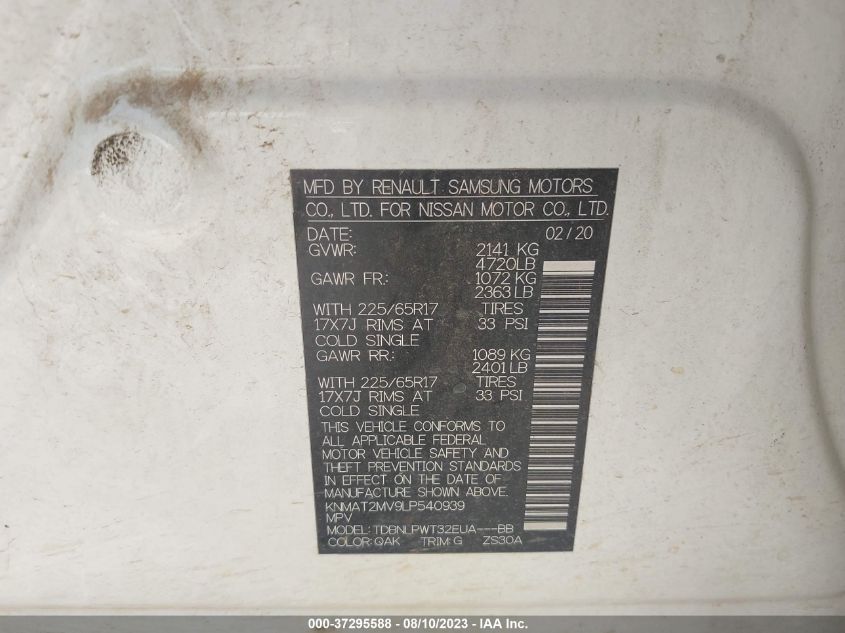 MFD BY RENAULT SAMSUNG MOTORS
CO., LTD. FOR NISSAN MOTOR CO., LTD.
DATE: 02/20
GVWR: 2141 KG
4720LB
GAWR FR.: 1072 KG
2363LB
WITH 225/65R17 TIRES
17X7J RIMS AT 33 PSI
COLD SINGLE
GAWR RR.: 1089 KG
2401LB
WITH 225/65R17 TIRES
17X7J RIMS AT 33 PSI
COLD SINGLE
THIS VEHICLE CONFORMS TO
ALL APPLICABLE FEDERAL
MOTOR VEHICLE SAFETY AND
THEFT PREVENTION STANDARDS
IN EFFECT ON THE DATE OF
MANUFACTURE SHOWN ABOVE.
KNMAT2MV9LP540939
MPV
MODEL:TDBNLPWT32EUA---BB
COLOR:QAK TRIM:G ZS30A
000-37295588 - 08/10/2023 - IAA Inc.